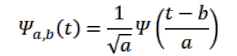 Ψₐ,b(t) = 1/√a Ψ((t − b)/a)